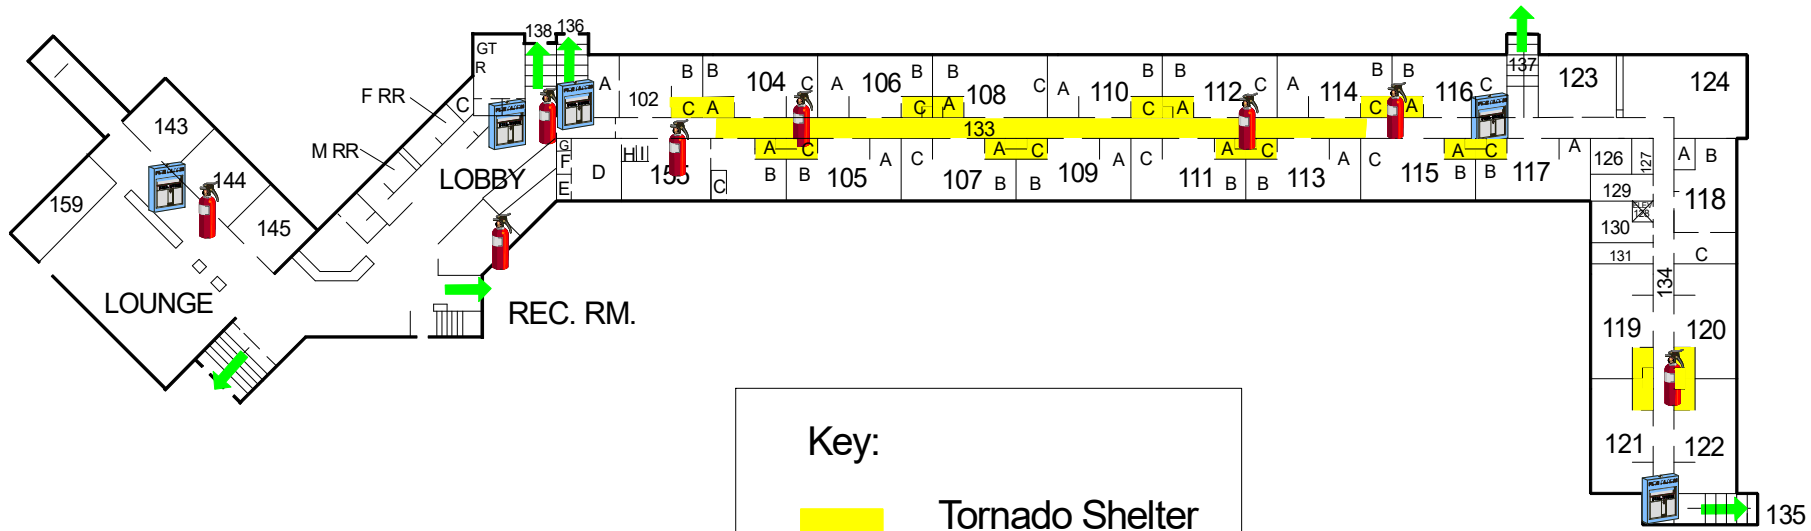 138 136
GT
R
F RR
C
M RR
LOBBY
143
144
145
159
LOUNGE
REC. RM.
A
102
B B
104
C A
106
B B
108
C A
110
B B
112
C A
114
B B
116
C
137
123
124
C A
C A
C A
C A
133
G
F
E
D
H I
155
C
A C
B B
105
A C
107
A C
B B
109
A C
111
A C
B B
113
A C
115
A C
B B
117
A
126
127
129
ELEV
128
130
131
A B
118
C
134
119
120
121
122
135
Key:
Tornado Shelter